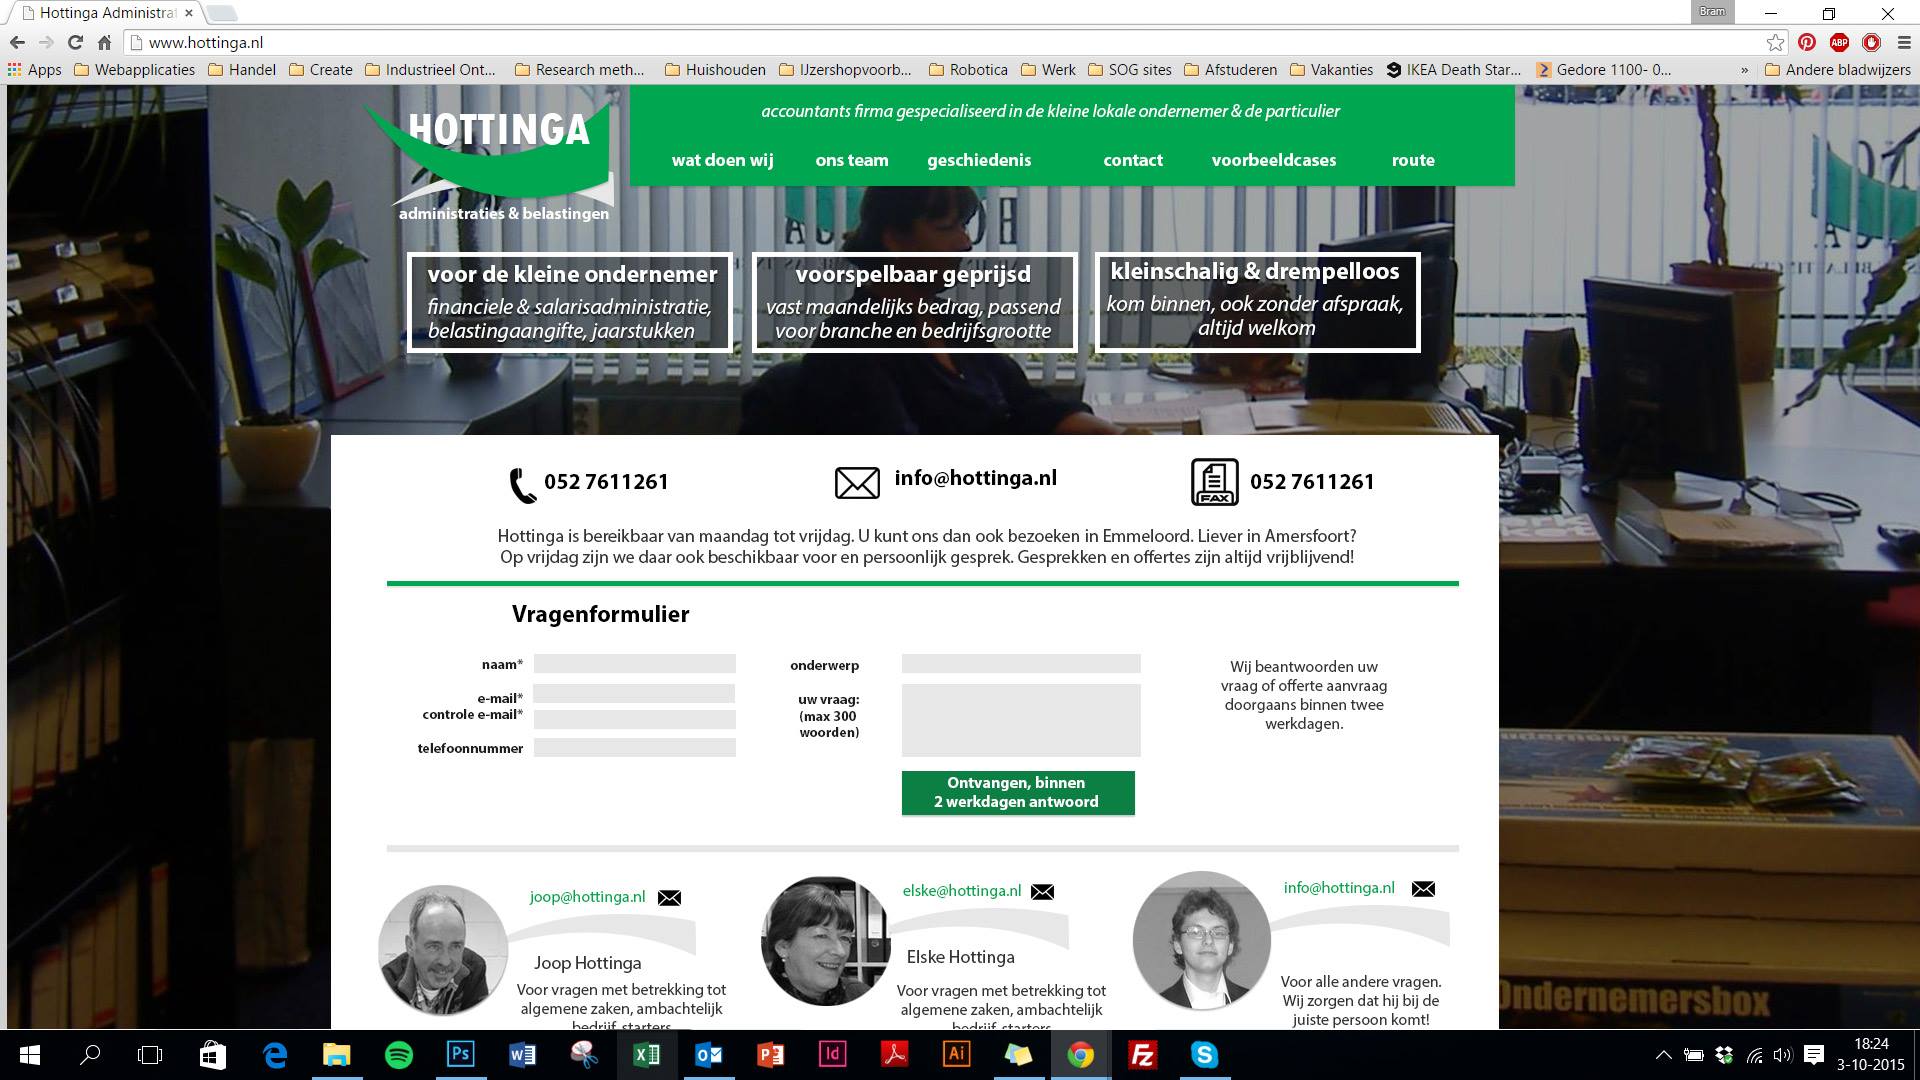 Hottinga Administrat
Bram
www.hottinga.nl
ABP
Apps Webapplicaties Handel Create Industrieel Ont... Research meth... Huishouden IJzershopvoorb... Robotica Werk SOG sites Afstuderen Vakanties IKEA Death Star... Gedore 1100- 0... » Andere bladwijzers
HOTTINGA
administraties & belastingen
accountants firma gespecialiseerd in de kleine lokale ondernemer & de particulier
wat doen wij ons team geschiedenis contact voorbeeldcases route
voor de kleine ondernemer
financiele & salarisadministratie,
belastingaangifte, jaarstukken
voorspelbaar geprijsd
vast maandelijks bedrag, passend
voor branche en bedrijfsgrootte
kleinschalig & drempelloos
kom binnen, ook zonder afspraak,
altijd welkom
052 7611261
info@hottinga.nl
FAX
052 7611261
Hottinga is bereikbaar van maandag tot vrijdag. U kunt ons dan ook bezoeken in Emmeloord. Liever in Amersfoort?
Op vrijdag zijn we daar ook beschikbaar voor en persoonlijk gesprek. Gesprekken en offertes zijn altijd vrijblijvend!
Vragenformulier
naam*
e-mail*
controle e-mail*
telefoonnummer
onderwerp
uw vraag:
(max 300
woorden)
Ontvangen, binnen
2 werkdagen antwoord
Wij beantwoorden uw
vraag of offerte aanvraag
doorgaans binnen twee
werkdagen.
joop@hottinga.nl
Joop Hottinga
Voor vragen met betrekking tot
algemene zaken, ambachtelijk
bedrijf, starters
elske@hottinga.nl
Elske Hottinga
Voor vragen met betrekking tot
algemene zaken, ambachtelijk
bedrijf, starters
info@hottinga.nl
Voor alle andere vragen.
Wij zorgen dat hij bij de
juiste persoon komt!
Ondernemersbox
18:24
3-10-2015